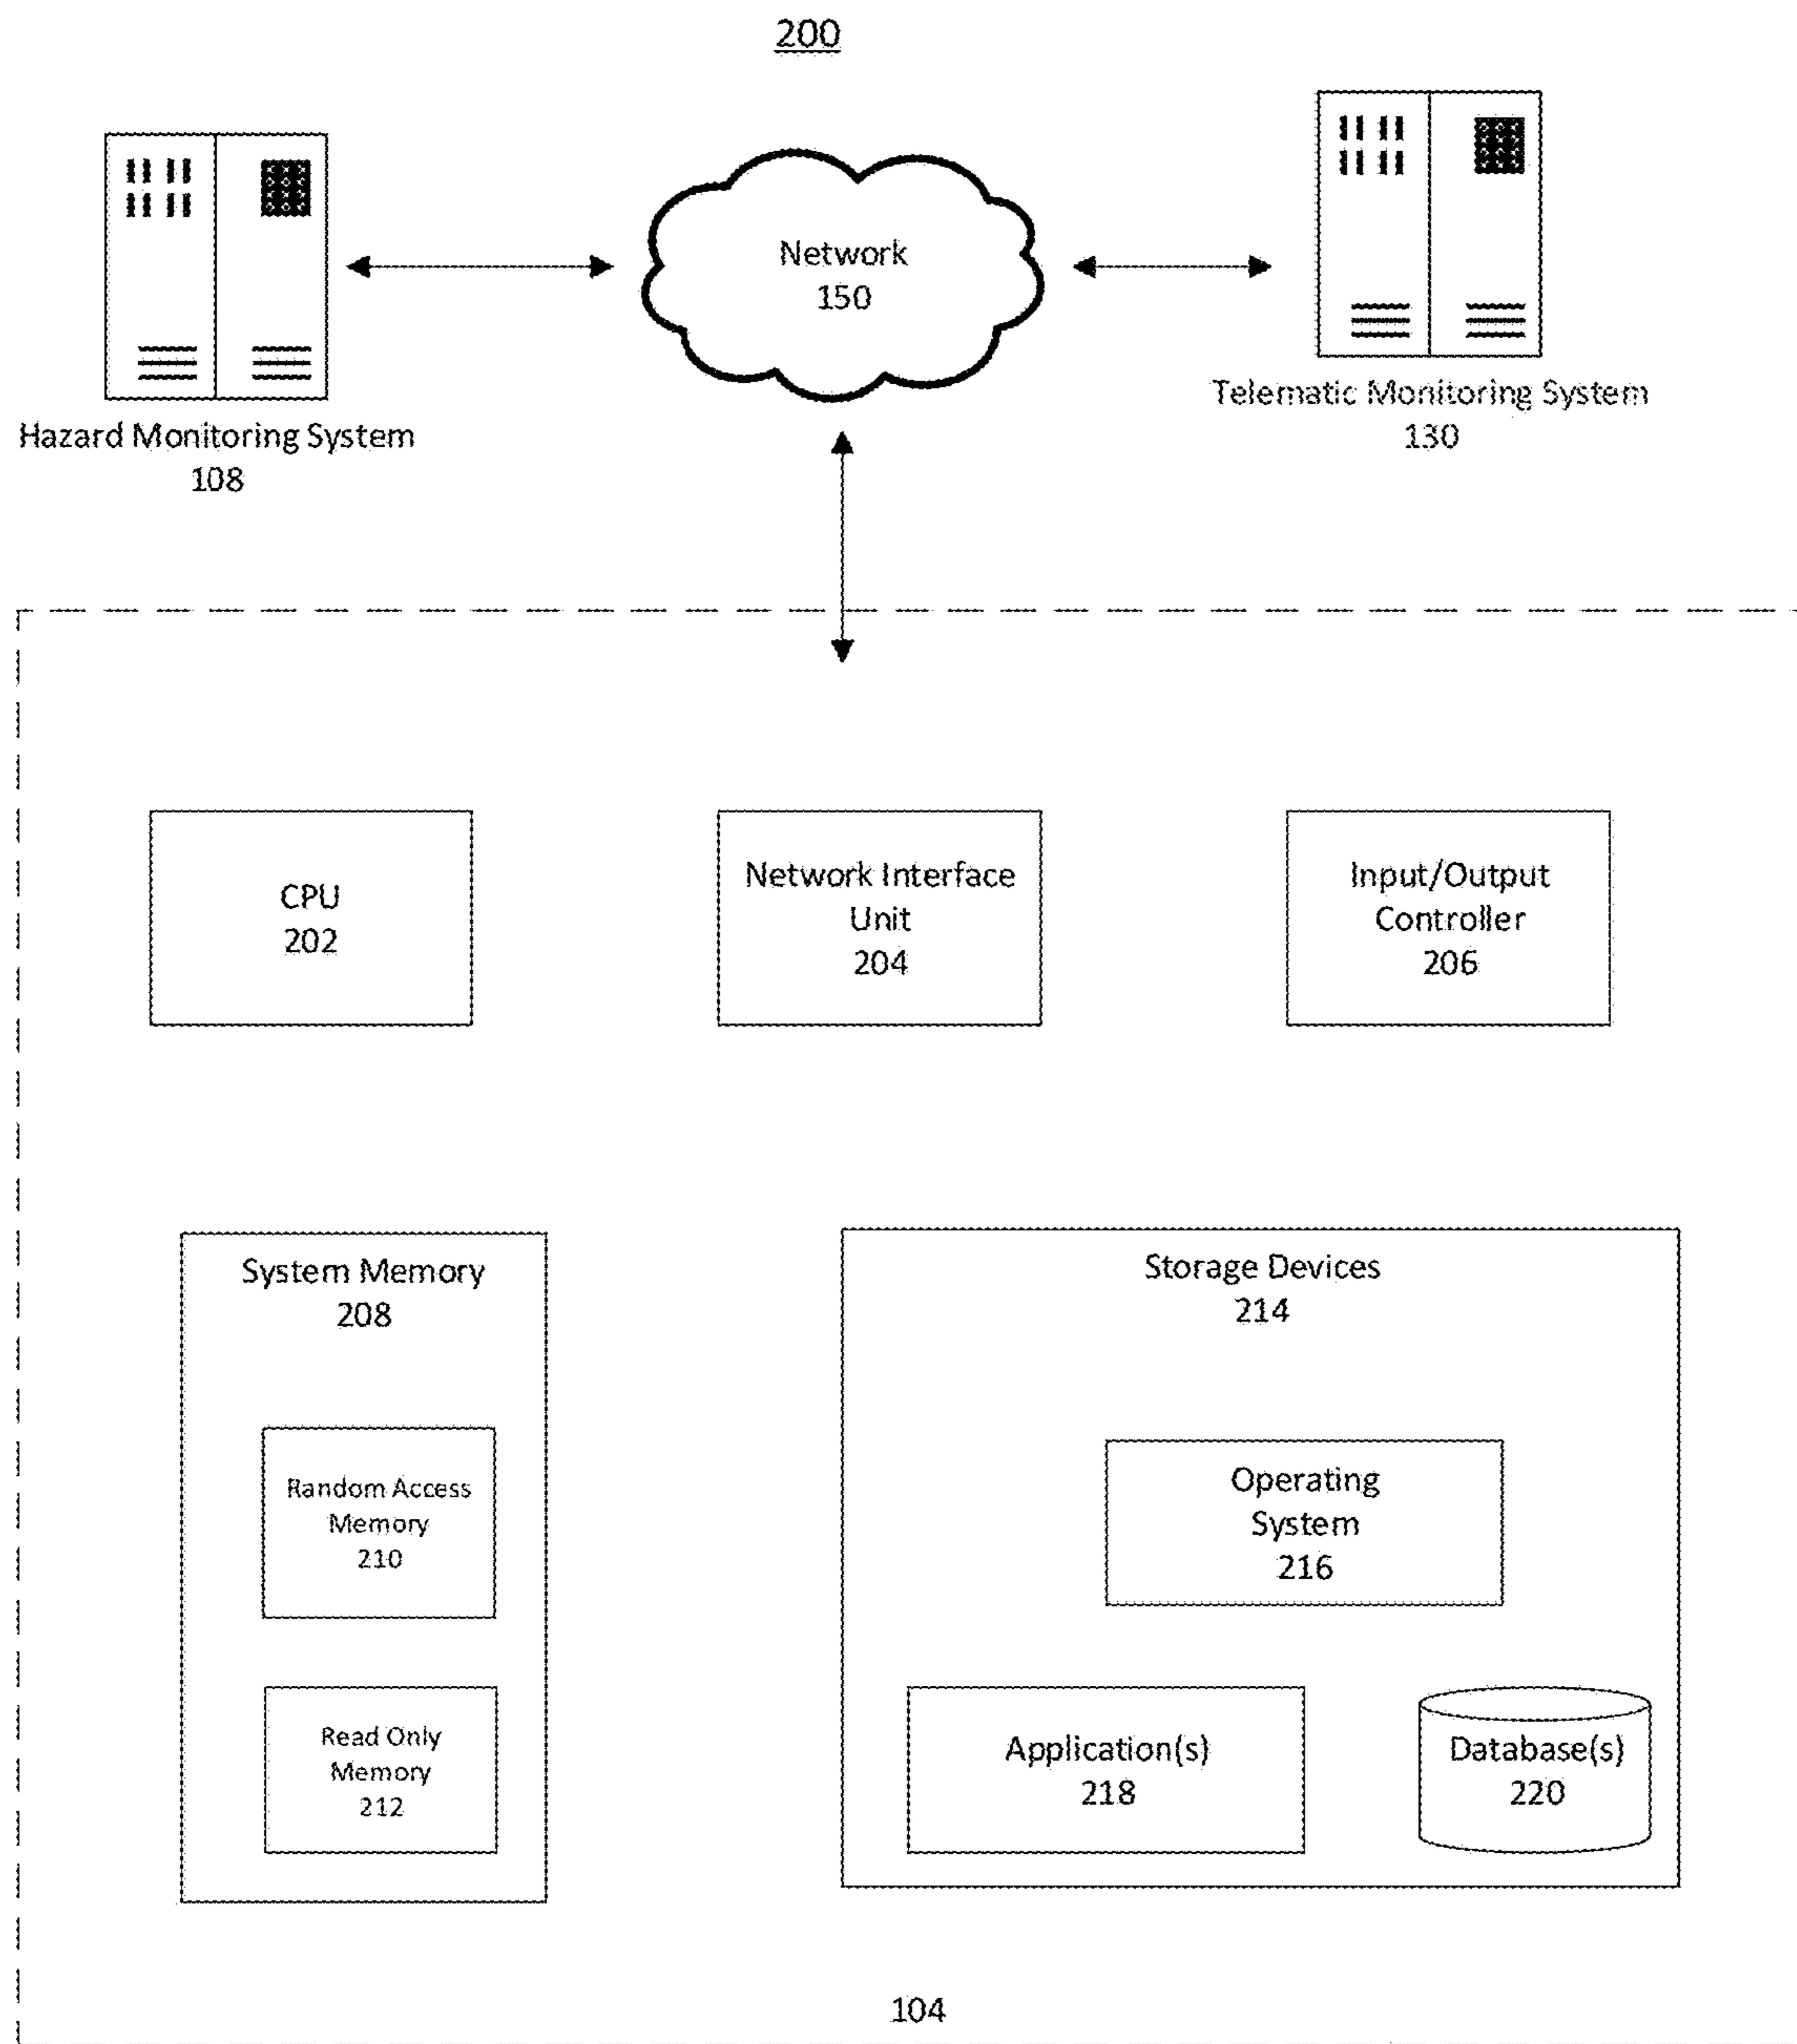 200
Network
150
Hazard Monitoring System
108
Telematic Monitoring System
130
CPU
202
Network Interface
Unit
204
Input/Output
Controller
206
System Memory
208
Random Access
Memory
210
Read Only
Memory
212
Storage Devices
214
Operating
System
216
Application(s)
218
Database(s)
220
104